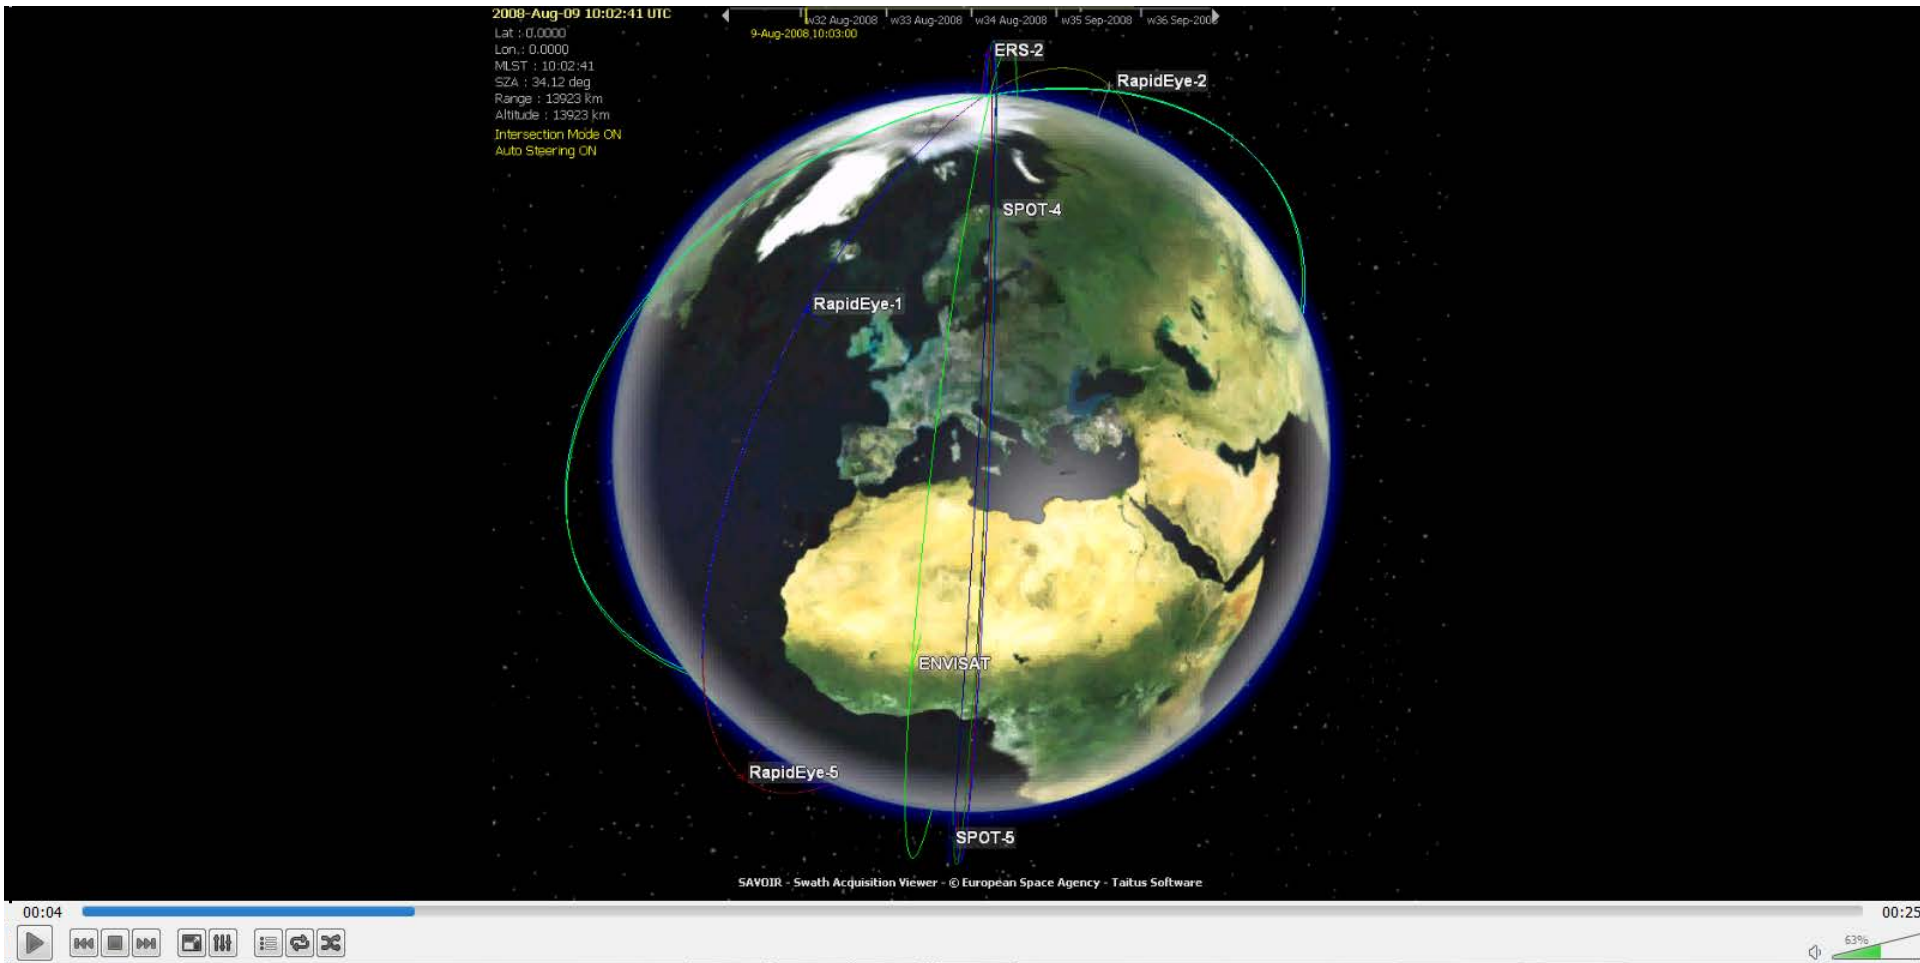 2008-Aug-09 10:02:41 UTC
Lat : 0.0000
Lon.: 0.0000
MLST : 10:02:41
SZA : 34.12 deg
Range : 13923 km
Altitude : 13923 km
Intersection Mode ON
Auto Steering ON
w32 Aug-2008 w33 Aug-2008 w34 Aug-2008 w35 Sep-2008 w36 Sep-2008
9-Aug-2008 10:03:00
ERS-2
RapidEye-2
SPOT-4
RapidEye-1
ENVISAT
RapidEye-5
SPOT-5
SAVOIR - Swath Acquisition Viewer - © European Space Agency - Taitus Software
00:04
00:25
63%